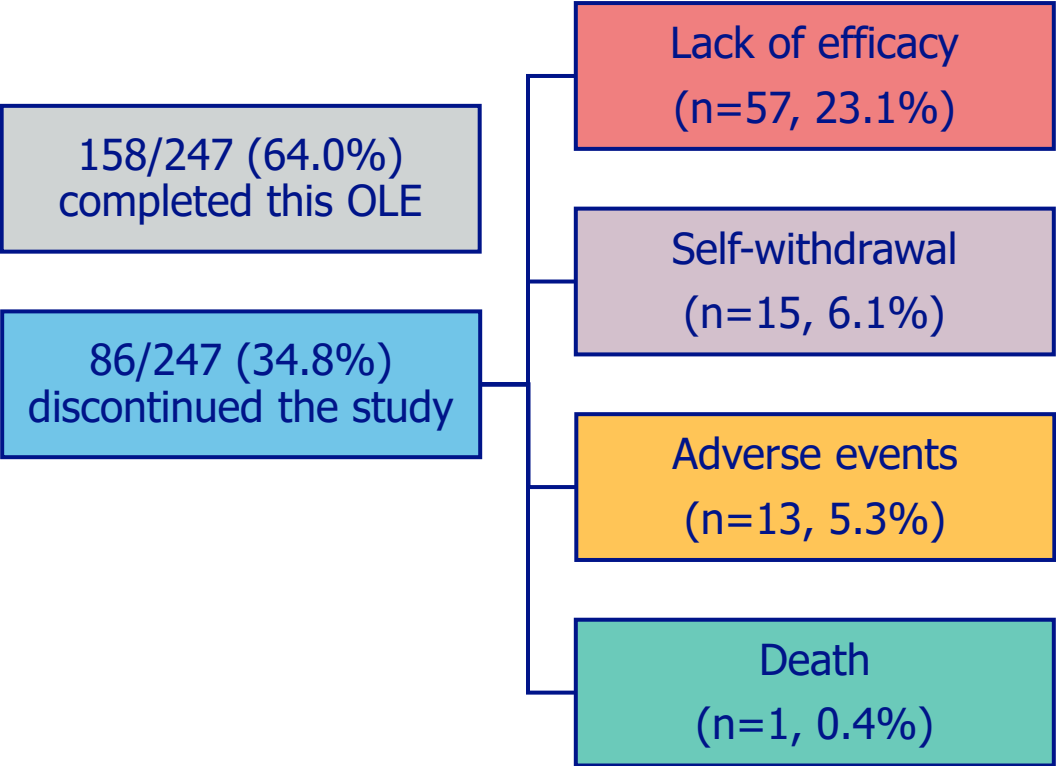 158/247 (64.0%)
completed this OLE
86/247 (34.8%)
discontinued the study
Lack of efficacy
(n=57, 23.1%)
Self-withdrawal
(n=15, 6.1%)
Adverse events
(n=13, 5.3%)
Death
(n=1, 0.4%)